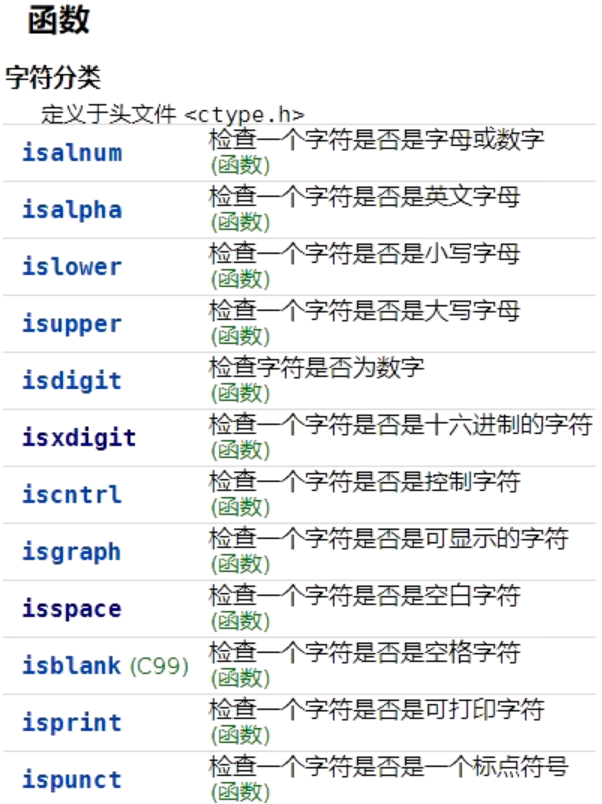 函数
字符分类
定义于头文件 <ctype.h>
isalnum 检查一个字符是否是字母或数字
(函数)
isalpha 检查一个字符是否是英文字母
(函数)
islower 检查一个字符是否是小写字母
(函数)
isupper 检查一个字符是否是大写字母
(函数)
isdigit 检查字符是否为数字
(函数)
isxdigit 检查一个字符是否是十六进制的字符
(函数)
iscntrl 检查一个字符是否是控制字符
(函数)
isgraph 检查一个字符是否是可显示的字符
(函数)
isspace 检查一个字符是否是空白字符
(函数)
isblank (C99) 检查一个字符是否是空格字符
(函数)
isprint 检查一个字符是否是可打印字符
(函数)
ispunct 检查一个字符是否是一个标点符号
(函数)